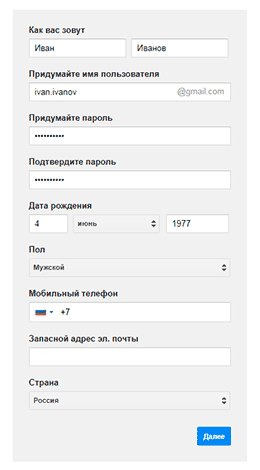 Как вас зовут
Иван Иванов
Придумайте имя пользователя
ivan.ivanov @gmail.com
Придумайте пароль
••••••••••
Подтвердите пароль
••••••••••
Дата рождения
4 июнь 1977
Пол
Мужской
Мобильный телефон
+7
Запасной адрес эл. почты
Страна
Россия
Далее